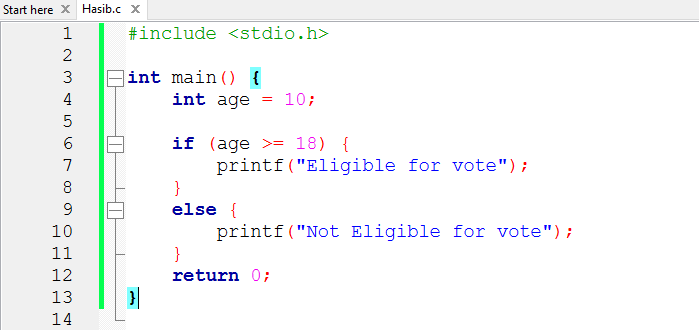 Start here X Hasib.c X
1 #include <stdio.h>
2
3 int main() {
4     int age = 10;
5
6     if (age >= 18) {
7         printf("Eligible for vote");
8     }
9     else {
10         printf("Not Eligible for vote");
11     }
12     return 0;
13 }
14